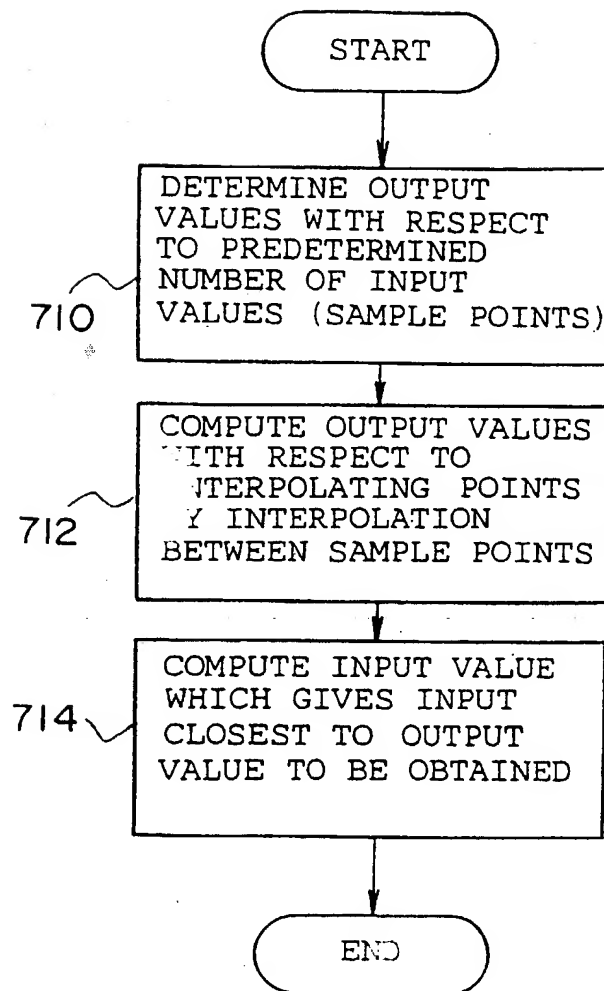 START
DETERMINE OUTPUT
VALUES WITH RESPECT
TO PREDETERMINED
NUMBER OF INPUT
VALUES (SAMPLE POINTS)
710
COMPUTE OUTPUT VALUES
WITH RESPECT TO
INTERPOLATING POINTS
BY INTERPOLATION
BETWEEN SAMPLE POINTS
712
COMPUTE INPUT VALUE
WHICH GIVES INPUT
CLOSEST TO OUTPUT
VALUE TO BE OBTAINED
714
END